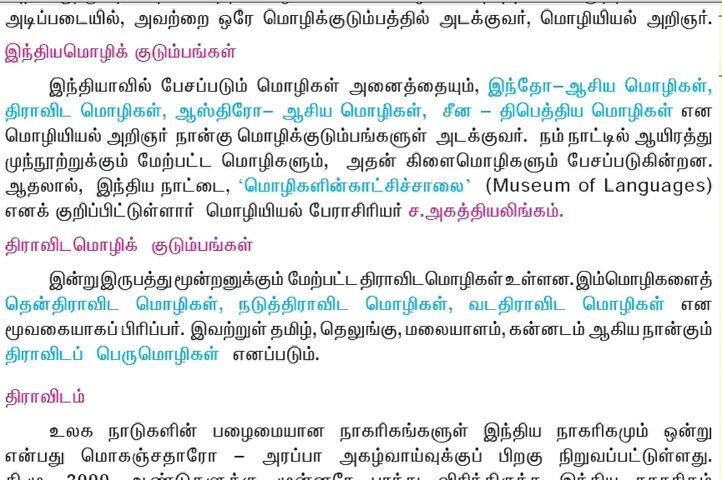 அடிப்படையில், அவற்றை ஒரே மொழிக்குடும்பத்தில் அடக்குவர், மொழியியல் அறிஞர்.
இந்தியமொழிக் குடும்பங்கள்
இந்தியாவில் பேசப்படும் மொழிகள் அனைத்தையும், இந்தோ–ஆசிய மொழிகள்,
திராவிட மொழிகள், ஆஸ்திரோ– ஆசிய மொழிகள், சீன – திபெத்திய மொழிகள் என
மொழியியல் அறிஞர் நான்கு மொழிக்குடும்பங்களுள் அடக்குவர். நம் நாட்டில் ஆயிரத்து
முந்நூற்றுக்கும் மேற்பட்ட மொழிகளும், அதன் கிளைமொழிகளும் பேசப்படுகின்றன.
ஆதலால், இந்திய நாட்டை, ‘மொழிகளின்காட்சிச்சாலை’ (Museum of Languages)
எனக் குறிப்பிட்டுள்ளார் மொழியியல் பேராசிரியர் ச.அகத்தியலிங்கம்.
திராவிடமொழிக் குடும்பங்கள்
இன்றுஇருபத்து மூன்றனுக்கும் மேற்பட்ட திராவிடமொழிகள் உள்ளன. இம்மொழிகளைத்
தென்திராவிட மொழிகள், நடுத்திராவிட மொழிகள், வடதிராவிட மொழிகள் என
மூவகையாகப் பிரிப்பர். இவற்றுள் தமிழ், தெலுங்கு, மலையாளம், கன்னடம் ஆகிய நான்கும்
திராவிடப் பெருமொழிகள் எனப்படும்.
திராவிடம்
உலக நாடுகளின் பழைமையான நாகரிகங்களுள் இந்திய நாகரிகமும் ஒன்று
என்பது மொகஞ்சதாரோ – அரப்பா அகழ்வாய்வுக்குப் பிறகு நிறுவப்பட்டுள்ளது.